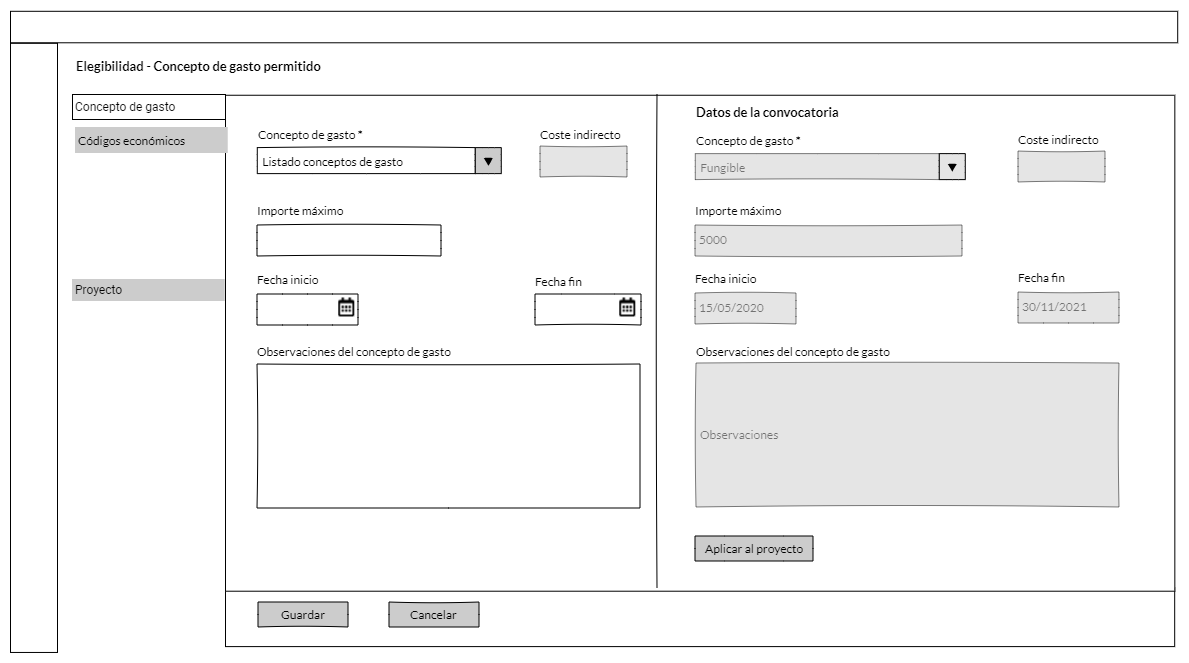 Elegibilidad - Concepto de gasto permitido
Concepto de gasto
Códigos económicos
Proyecto
Concepto de gasto *
Coste indirecto
Listado conceptos de gasto
Importe máximo
Fecha inicio
Fecha fin
Observaciones del concepto de gasto
Datos de la convocatoria
Concepto de gasto *
Coste indirecto
Fungible
Importe máximo
5000
Fecha inicio
Fecha fin
15/05/2020
30/11/2021
Observaciones del concepto de gasto
Observaciones
Aplicar al proyecto
Guardar
Cancelar